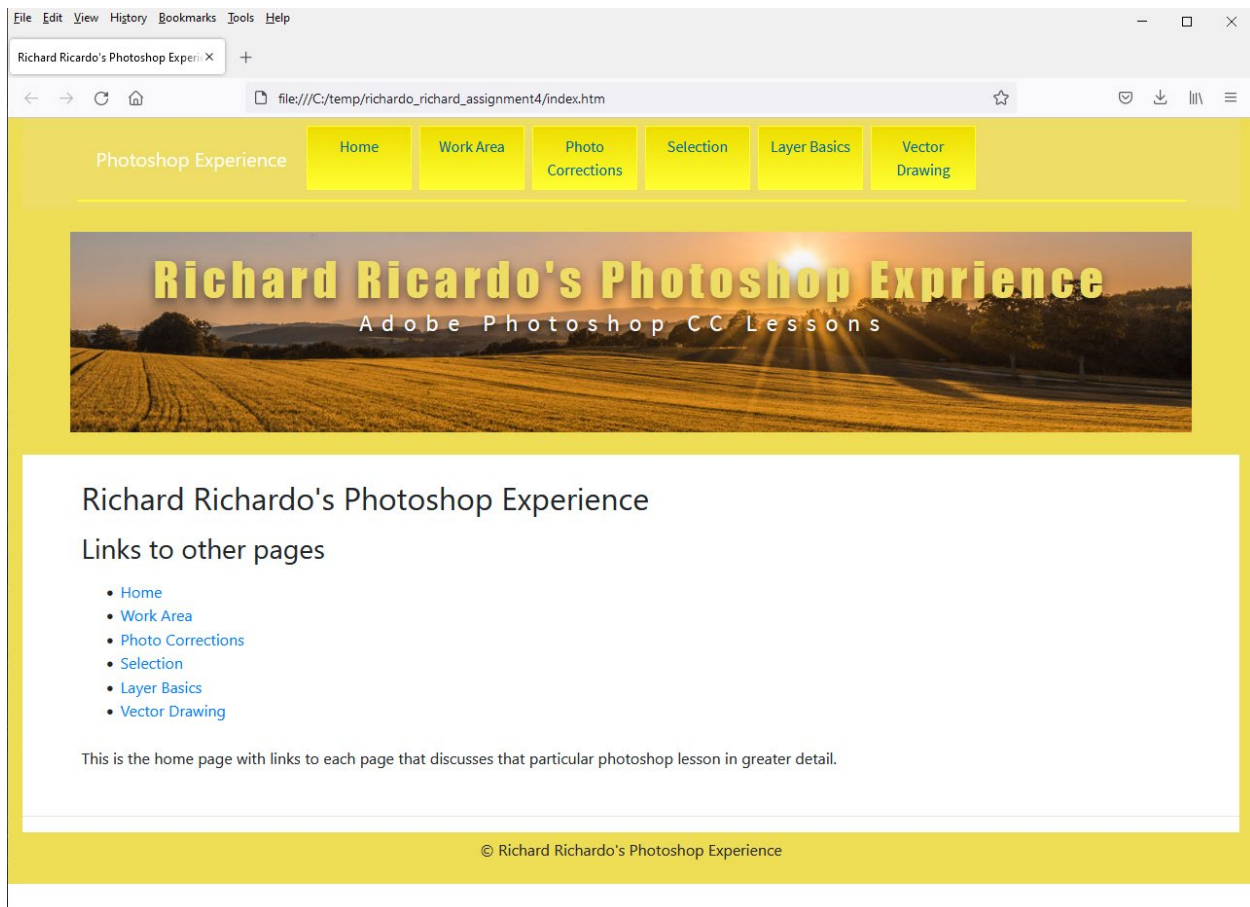 File Edit View History Bookmarks Tools Help
Richard Ricardo's Photoshop Experi
file:///C:/temp/richardo_richard_assignment4/index.htm
Photoshop Experience
Home
Work Area
Photo
Corrections
Selection
Layer Basics
Vector
Drawing
Richard Ricardo's Photoshop Exprience
Adobe Photoshop CC Lessons
Richard Richardo's Photoshop Experience
Links to other pages
• Home
• Work Area
• Photo Corrections
• Selection
• Layer Basics
• Vector Drawing
This is the home page with links to each page that discusses that particular photoshop lesson in greater detail.
© Richard Richardo's Photoshop Experience